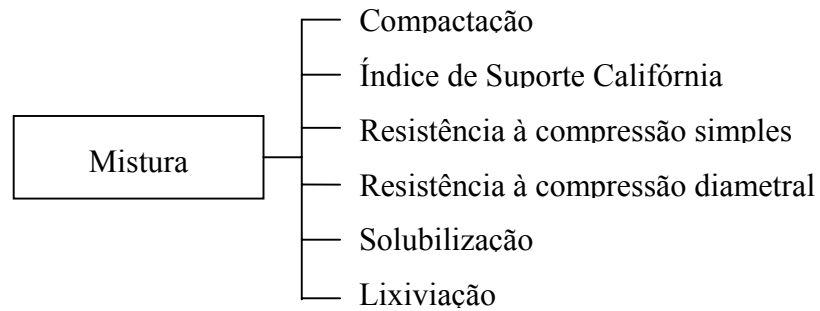 Compactação
Índice de Suporte Califórnia
Resistência à compressão simples
Mistura
Resistência à compressão diametral
Solubilização
Lixiviação